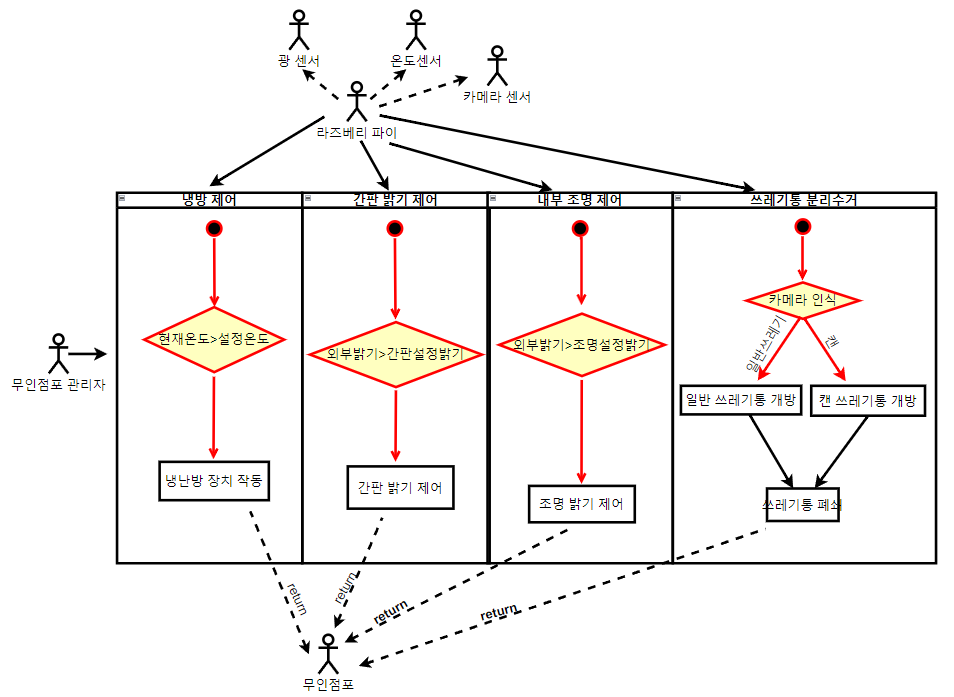 광 센서
온도센서
카메라 센서
라즈베리 파이
냉방 제어
간판 밝기 제어
내부 조명 제어
쓰레기통 분리수거
현재온도>설정온도
외부밝기>간판설정밝기
외부밝기>조명설정밝기
카메라 인식
일반쓰레기
캔
무인점포 관리자
일반 쓰레기통 개방
캔 쓰레기통 개방
냉난방 장치 작동
간판 밝기 제어
조명 밝기 제어
쓰레기통 폐쇄
return
return
return
return
무인점포